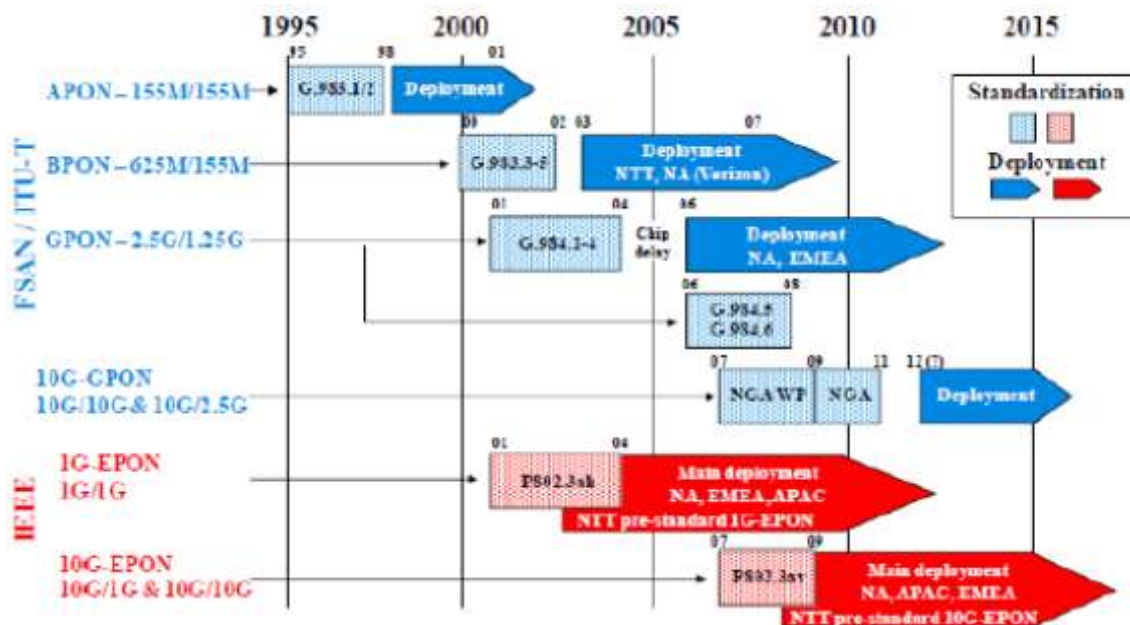 1995 2000 2005 2010 2015
95 98 01
APON – 155M/155M G.983.1/2 Deployment
Standardization
Deployment
00 02 03 07
BPON – 625M/155M G.983.3-5 Deployment
NTT, NA (Verizon)
01 04 06
GPON – 2.5G/1.25G G.984.1-4 Chip
delay
Deployment
NA, EMEA
06 08
G.984.5
G.984.6
FSAN / ITU-T
07 09 11 12(?)
10G-GPON
10G/10G & 10G/2.5G NGA WP NGA Deployment
01 04
1G-EPON
1G/1G
P802.3ah Main deployment
NA, EMEA, APAC
NTT pre-standard 1G-EPON
IEEE
07 09
10G-EPON
10G/1G & 10G/10G
P802.3av Main deployment
NA, APAC, EMEA
NTT pre-standard 10G-EPON